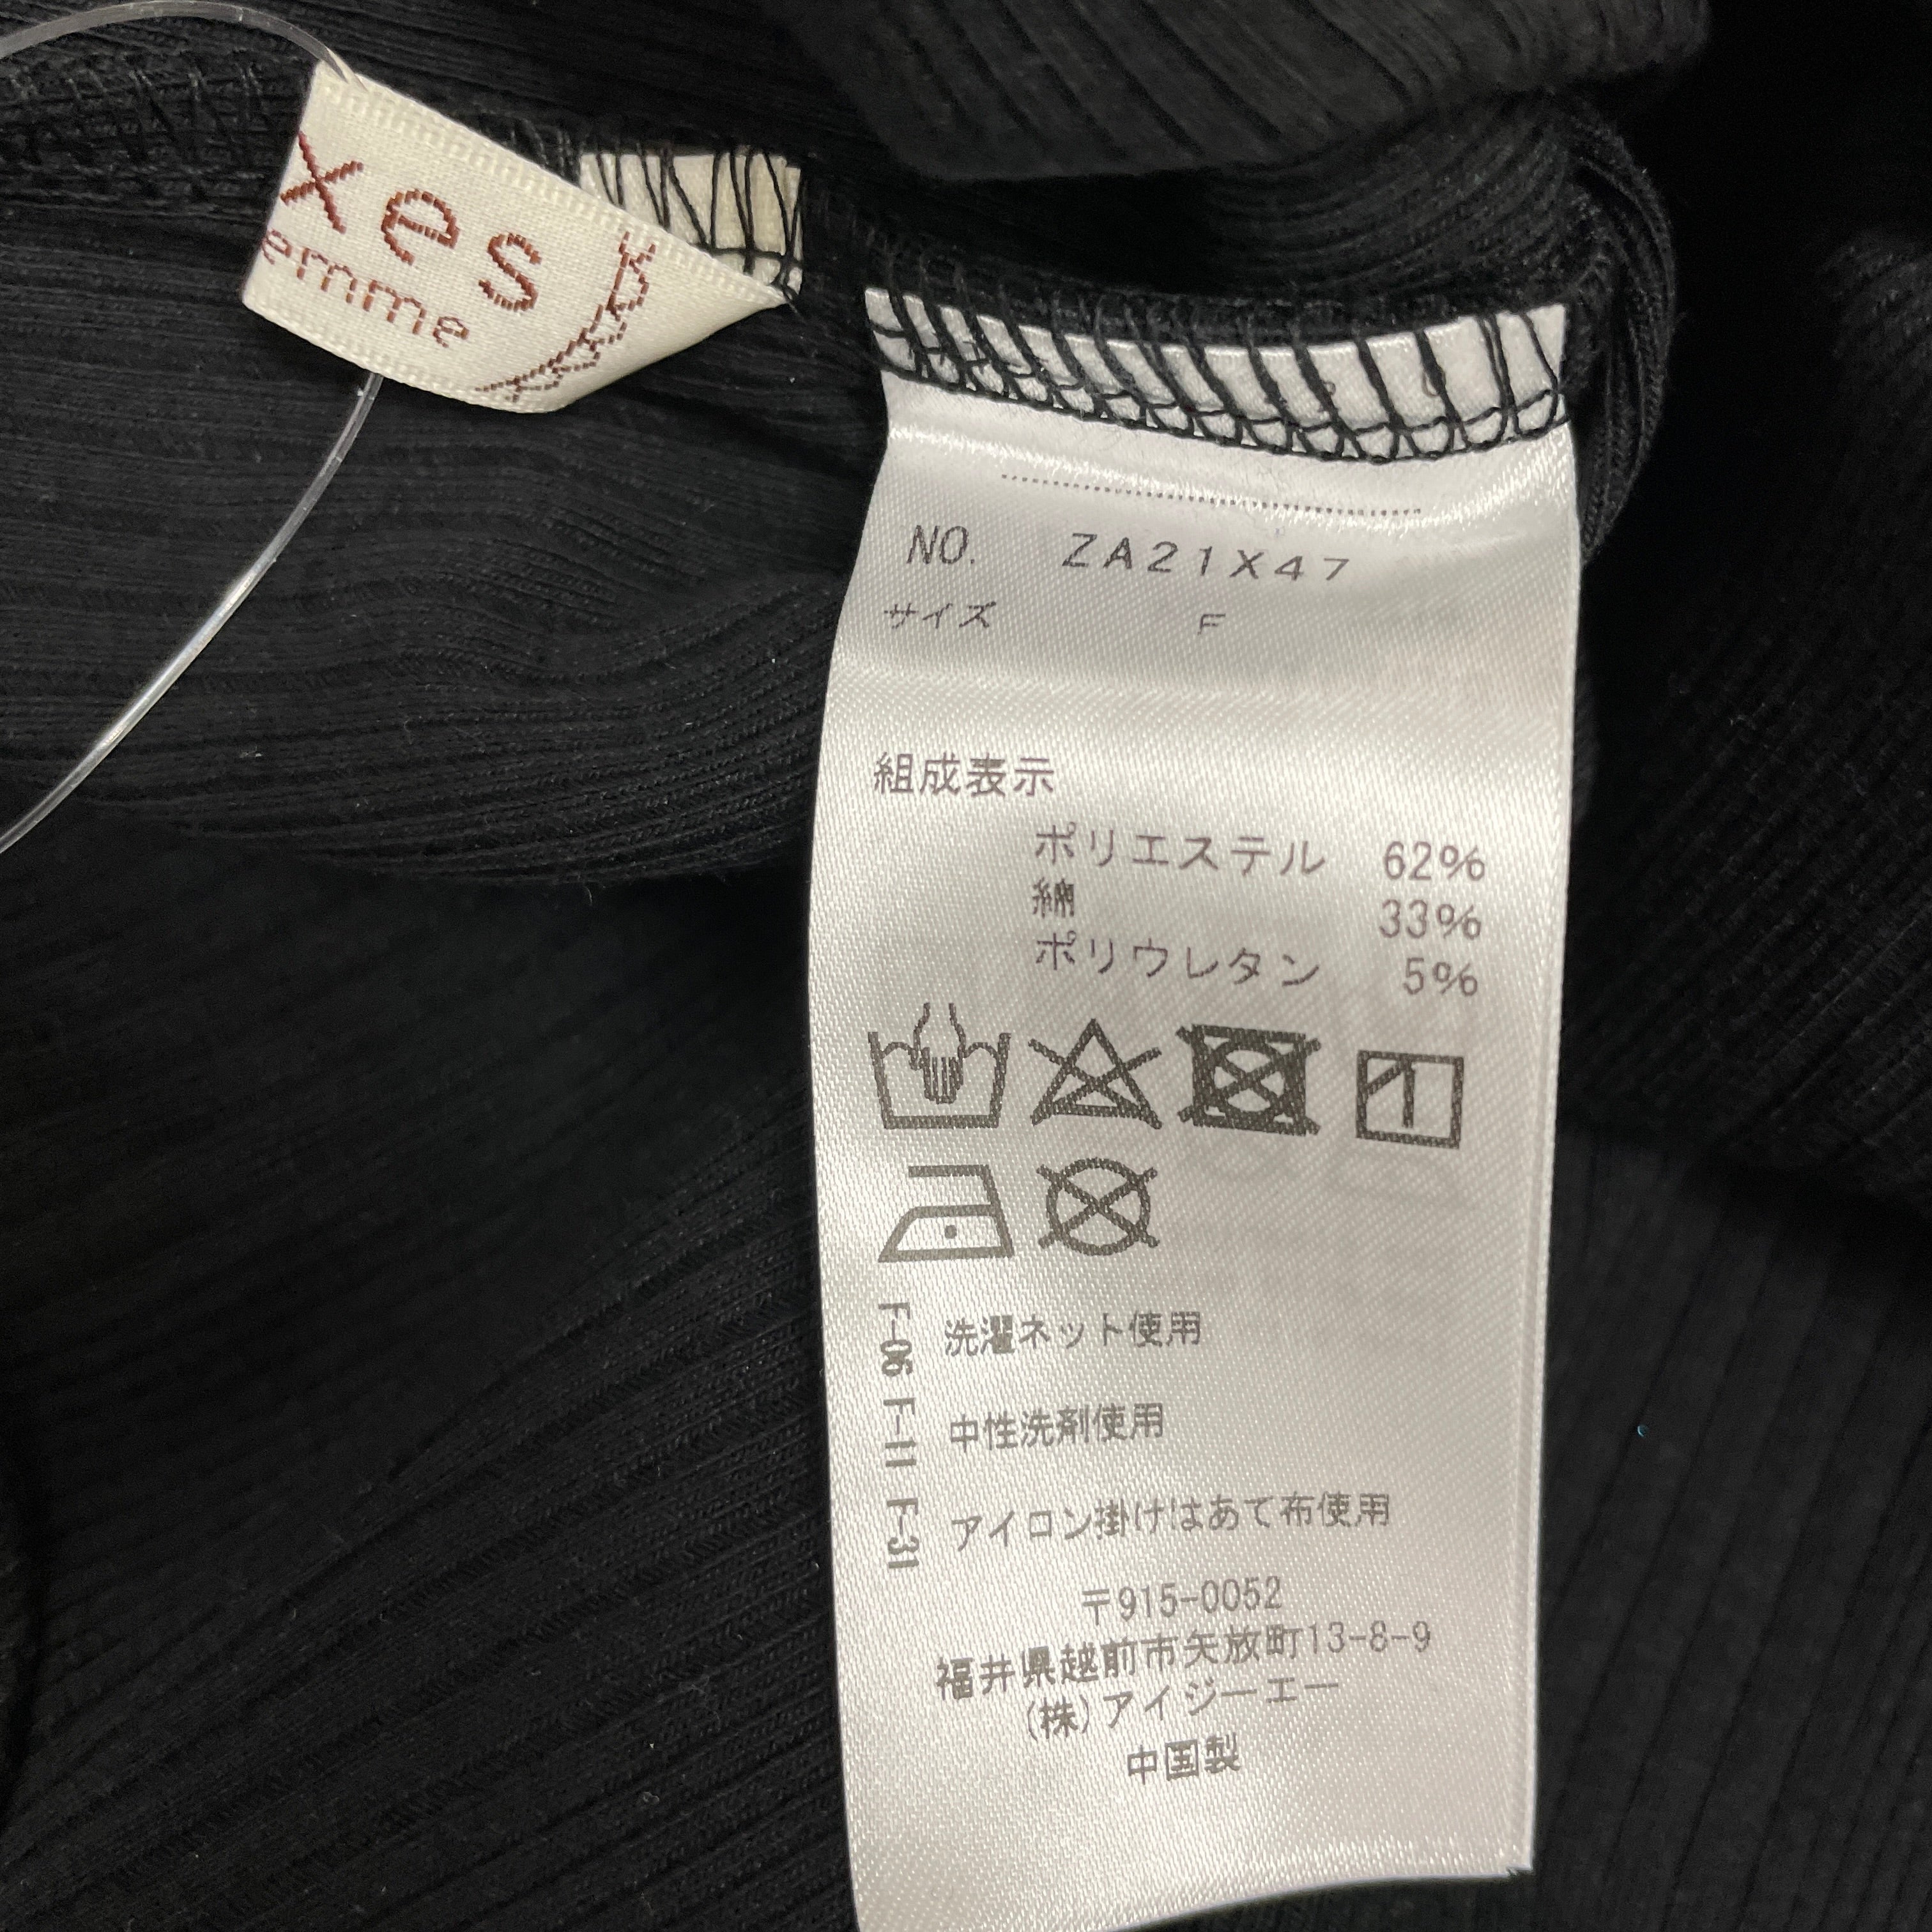 xes
emme
NO. ZA21X47
サイズ F
組成表示
ポリエステル 62%
綿 33%
ポリウレタン 5%
F-06 洗濯ネット使用
F-11 中性洗剤使用
F-31 アイロン掛けはあて布使用
〒915-0052
福井県越前市矢放町13-8-9
(株)アイジーエー
中国製